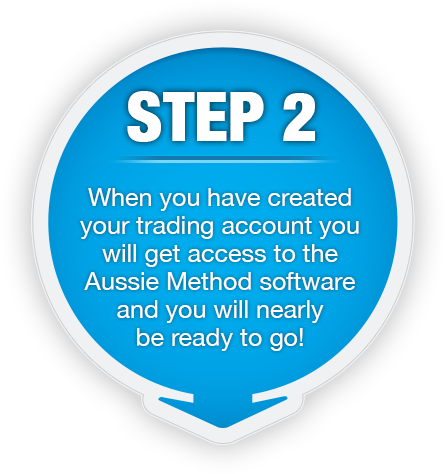 STEP 2
When you have created
your trading account you
will get access to the
Aussie Method software
and you will nearly
be ready to go!